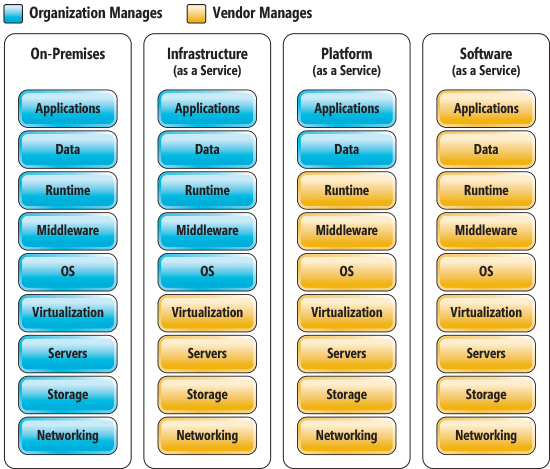 Organization Manages
Vendor Manages
On-Premises
Applications
Data
Runtime
Middleware
OS
Virtualization
Servers
Storage
Networking
Infrastructure
(as a Service)
Applications
Data
Runtime
Middleware
OS
Virtualization
Servers
Storage
Networking
Platform
(as a Service)
Applications
Data
Runtime
Middleware
OS
Virtualization
Servers
Storage
Networking
Software
(as a Service)
Applications
Data
Runtime
Middleware
OS
Virtualization
Servers
Storage
Networking